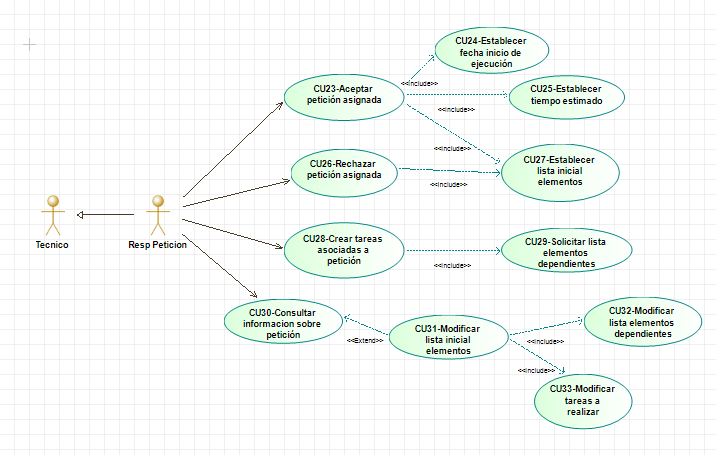 CU24-Establecer
fecha inicio de
ejecución
<<Include>>
CU23-Aceptar
petición asignada
CU25-Establecer
tiempo estimado
<<Include>>
<<Include>>
CU26-Rechazar
petición asignada
CU27-Establecer
lista inicial
elementos
<<Include>>
Tecnico
Resp Peticion
CU28-Crear tareas
asociadas a
petición
CU29-Solicitar lista
elementos
dependientes
<<Include>>
CU30-Consultar
informacion sobre
petición
<<Extend>>
CU31-Modificar
lista inicial
elementos
CU32-Modificar
lista elementos
dependientes
<<Include>>
<<Include>>
CU33-Modificar
tareas a
realizar